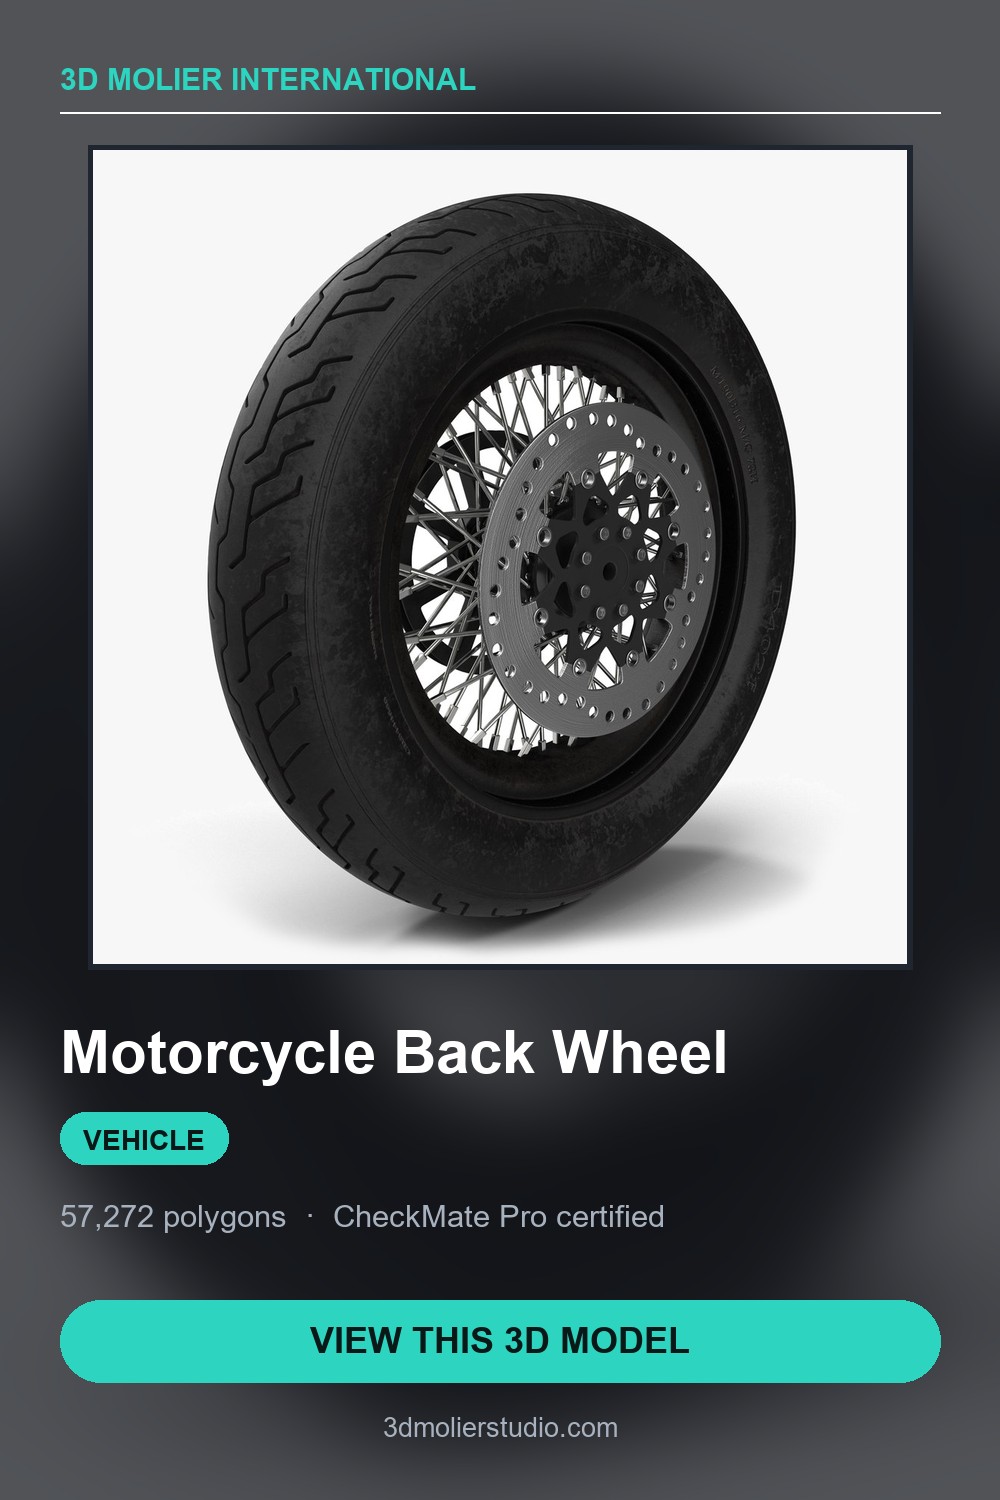 3D MOLIER INTERNATIONAL
Motorcycle Back Wheel
VEHICLE
57,272 polygons · CheckMate Pro certified
VIEW THIS 3D MODEL
3dmolierstudio.com